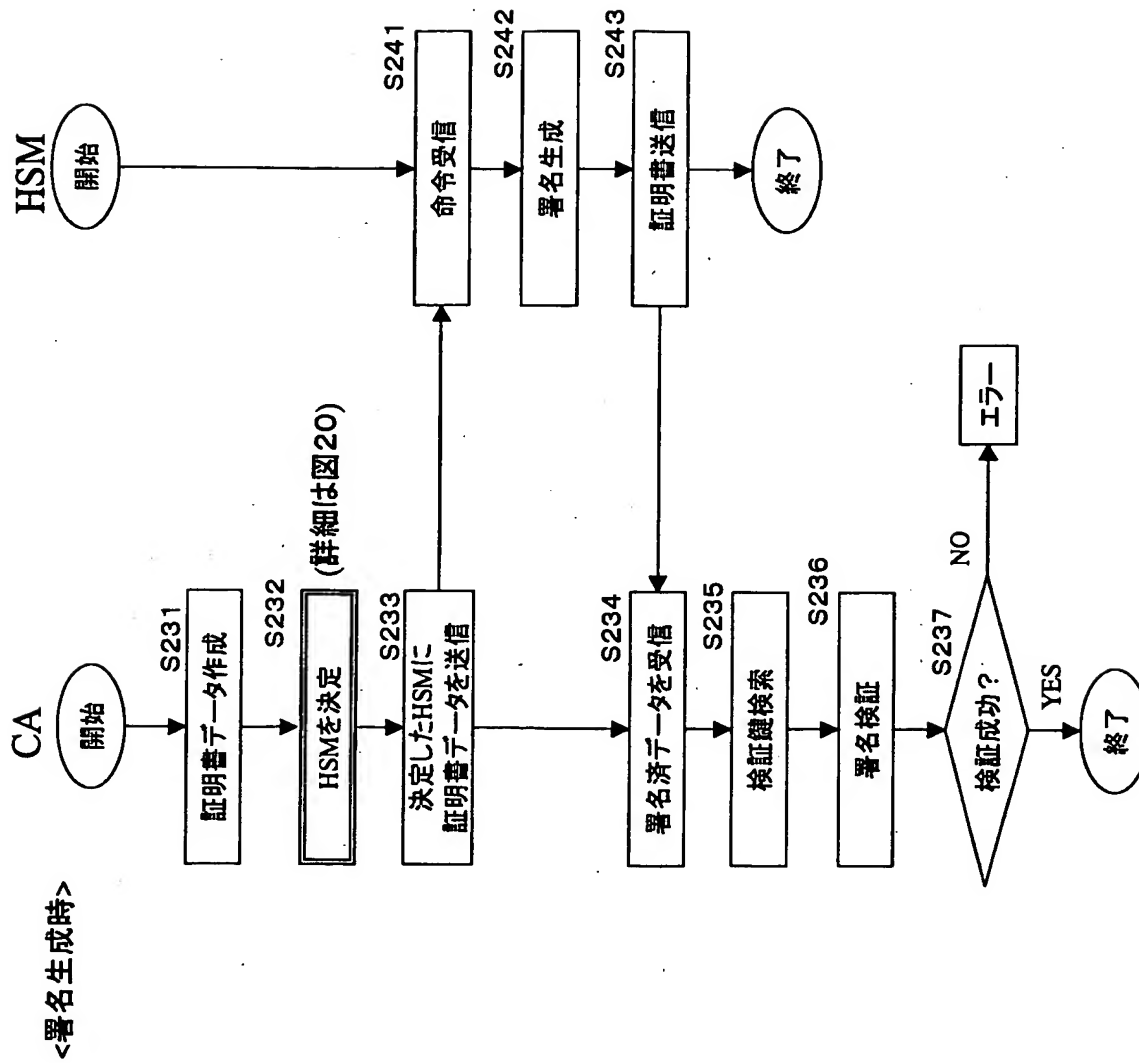 <署名生成時>
CA
開始
S231
証明書データ作成
S232
HSMを決定
(詳細は図20)
S233
決定したHSMに
証明書データを送信
S234
署名済データを受信
S235
検証鍵検索
S236
署名検証
S237
検証成功?
NO
エラー
YES
終了
HSM
開始
S241
命令受信
S242
署名生成
S243
証明書送信
終了